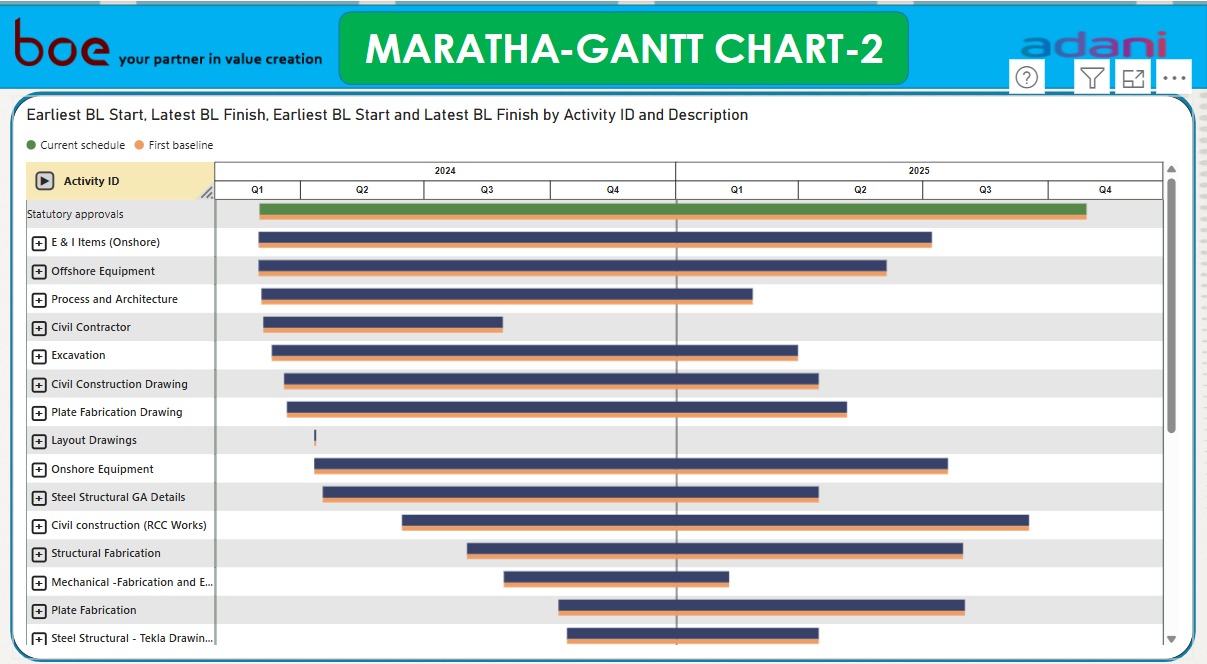 boe your partner in value creation
MARATHA-GANTT CHART-2
adani
?
Earliest BL Start, Latest BL Finish, Earliest BL Start and Latest BL Finish by Activity ID and Description
Current schedule First baseline
Activity ID
2024 2025
Q1 Q2 Q3 Q4 Q1 Q2 Q3 Q4
Statutory approvals
E & I Items (Onshore)
Offshore Equipment
Process and Architecture
Civil Contractor
Excavation
Civil Construction Drawing
Plate Fabrication Drawing
Layout Drawings
Onshore Equipment
Steel Structural GA Details
Civil construction (RCC Works)
Structural Fabrication
Mechanical -Fabrication and E...
Plate Fabrication
Steel Structural - Tekla Drawin...